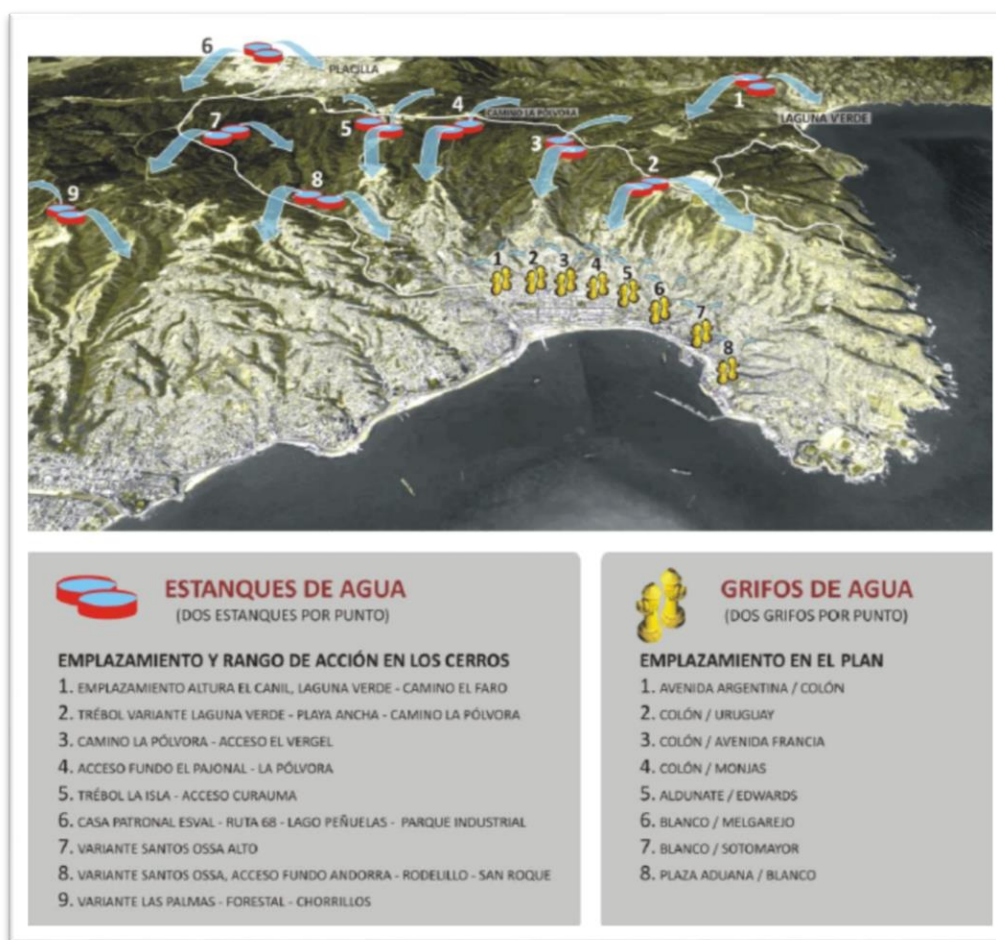 6
PLACILLA
1
4
CAMINO LA PÓLVORA
LAGUNA VERDE
5
7
3
2
8
9
1
2
3
4
5
6
7
8
ESTANQUES DE AGUA
(DOS ESTANQUES POR PUNTO)
EMPLAZAMIENTO Y RANGO DE ACCIÓN EN LOS CERROS
1. EMPLAZAMIENTO ALTURA EL CANIL, LAGUNA VERDE - CAMINO EL FARO
2. TRÉBOL VARIANTE LAGUNA VERDE - PLAYA ANCHA - CAMINO LA PÓLVORA
3. CAMINO LA PÓLVORA - ACCESO EL VERGEL
4. ACCESO FUNDO EL PAJONAL - LA PÓLVORA
5. TRÉBOL LA ISLA - ACCESO CURAUMA
6. CASA PATRONAL ESVAL - RUTA 68 - LAGO PEÑUELAS - PARQUE INDUSTRIAL
7. VARIANTE SANTOS OSSA ALTO
8. VARIANTE SANTOS OSSA, ACCESO FUNDO ANDORRA - RODELILLO - SAN ROQUE
9. VARIANTE LAS PALMAS - FORESTAL - CHORRILLOS
GRIFOS DE AGUA
(DOS GRIFOS POR PUNTO)
EMPLAZAMIENTO EN EL PLAN
1. AVENIDA ARGENTINA / COLÓN
2. COLÓN / URUGUAY
3. COLÓN / AVENIDA FRANCIA
4. COLÓN / MONJAS
5. ALDUNATE / EDWARDS
6. BLANCO / MELGAREJO
7. BLANCO / SOTOMAYOR
8. PLAZA ADUANA / BLANCO